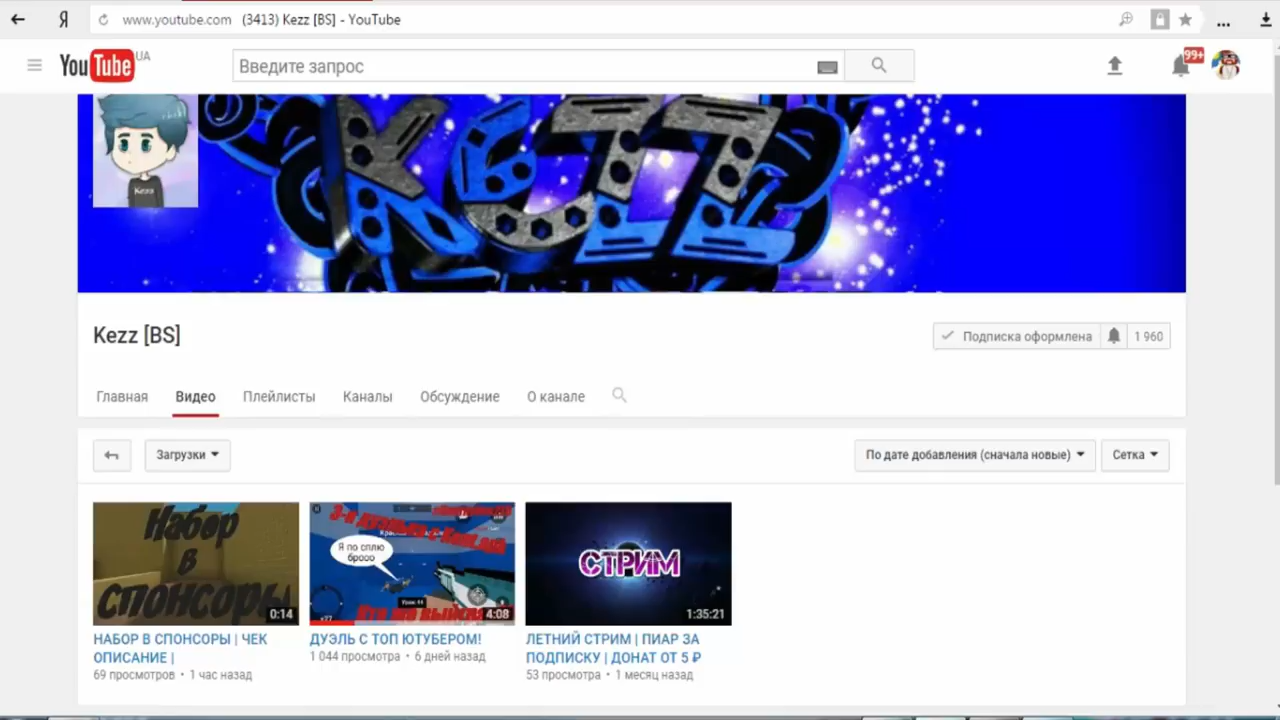 Я
www.youtube.com (3413) Kezz [BS] - YouTube
YouTube UA
Введите запрос
99+
KEZZ
Kezz
Kezz [BS]
Подписка оформлена
1 960
Главная
Видео
Плейлисты
Каналы
Обсуждение
О канале
Загрузки
По дате добавления (сначала новые)
Сетка
Набор
в
спонсоры
0:14
Я по сплю
бросо
4:08
СТРИМ
1:35:21
НАБОР В СПОНСОРЫ | ЧЕК
ОПИСАНИЕ |
69 просмотров • 1 час назад
ДУЭЛЬ С ТОП ЮТУБЕРОМ!
1 044 просмотра • 6 дней назад
ЛЕТНИЙ СТРИМ | ПИАР ЗА
ПОДПИСКУ | ДОНАТ ОТ 5 ₽
53 просмотра • 1 месяц назад